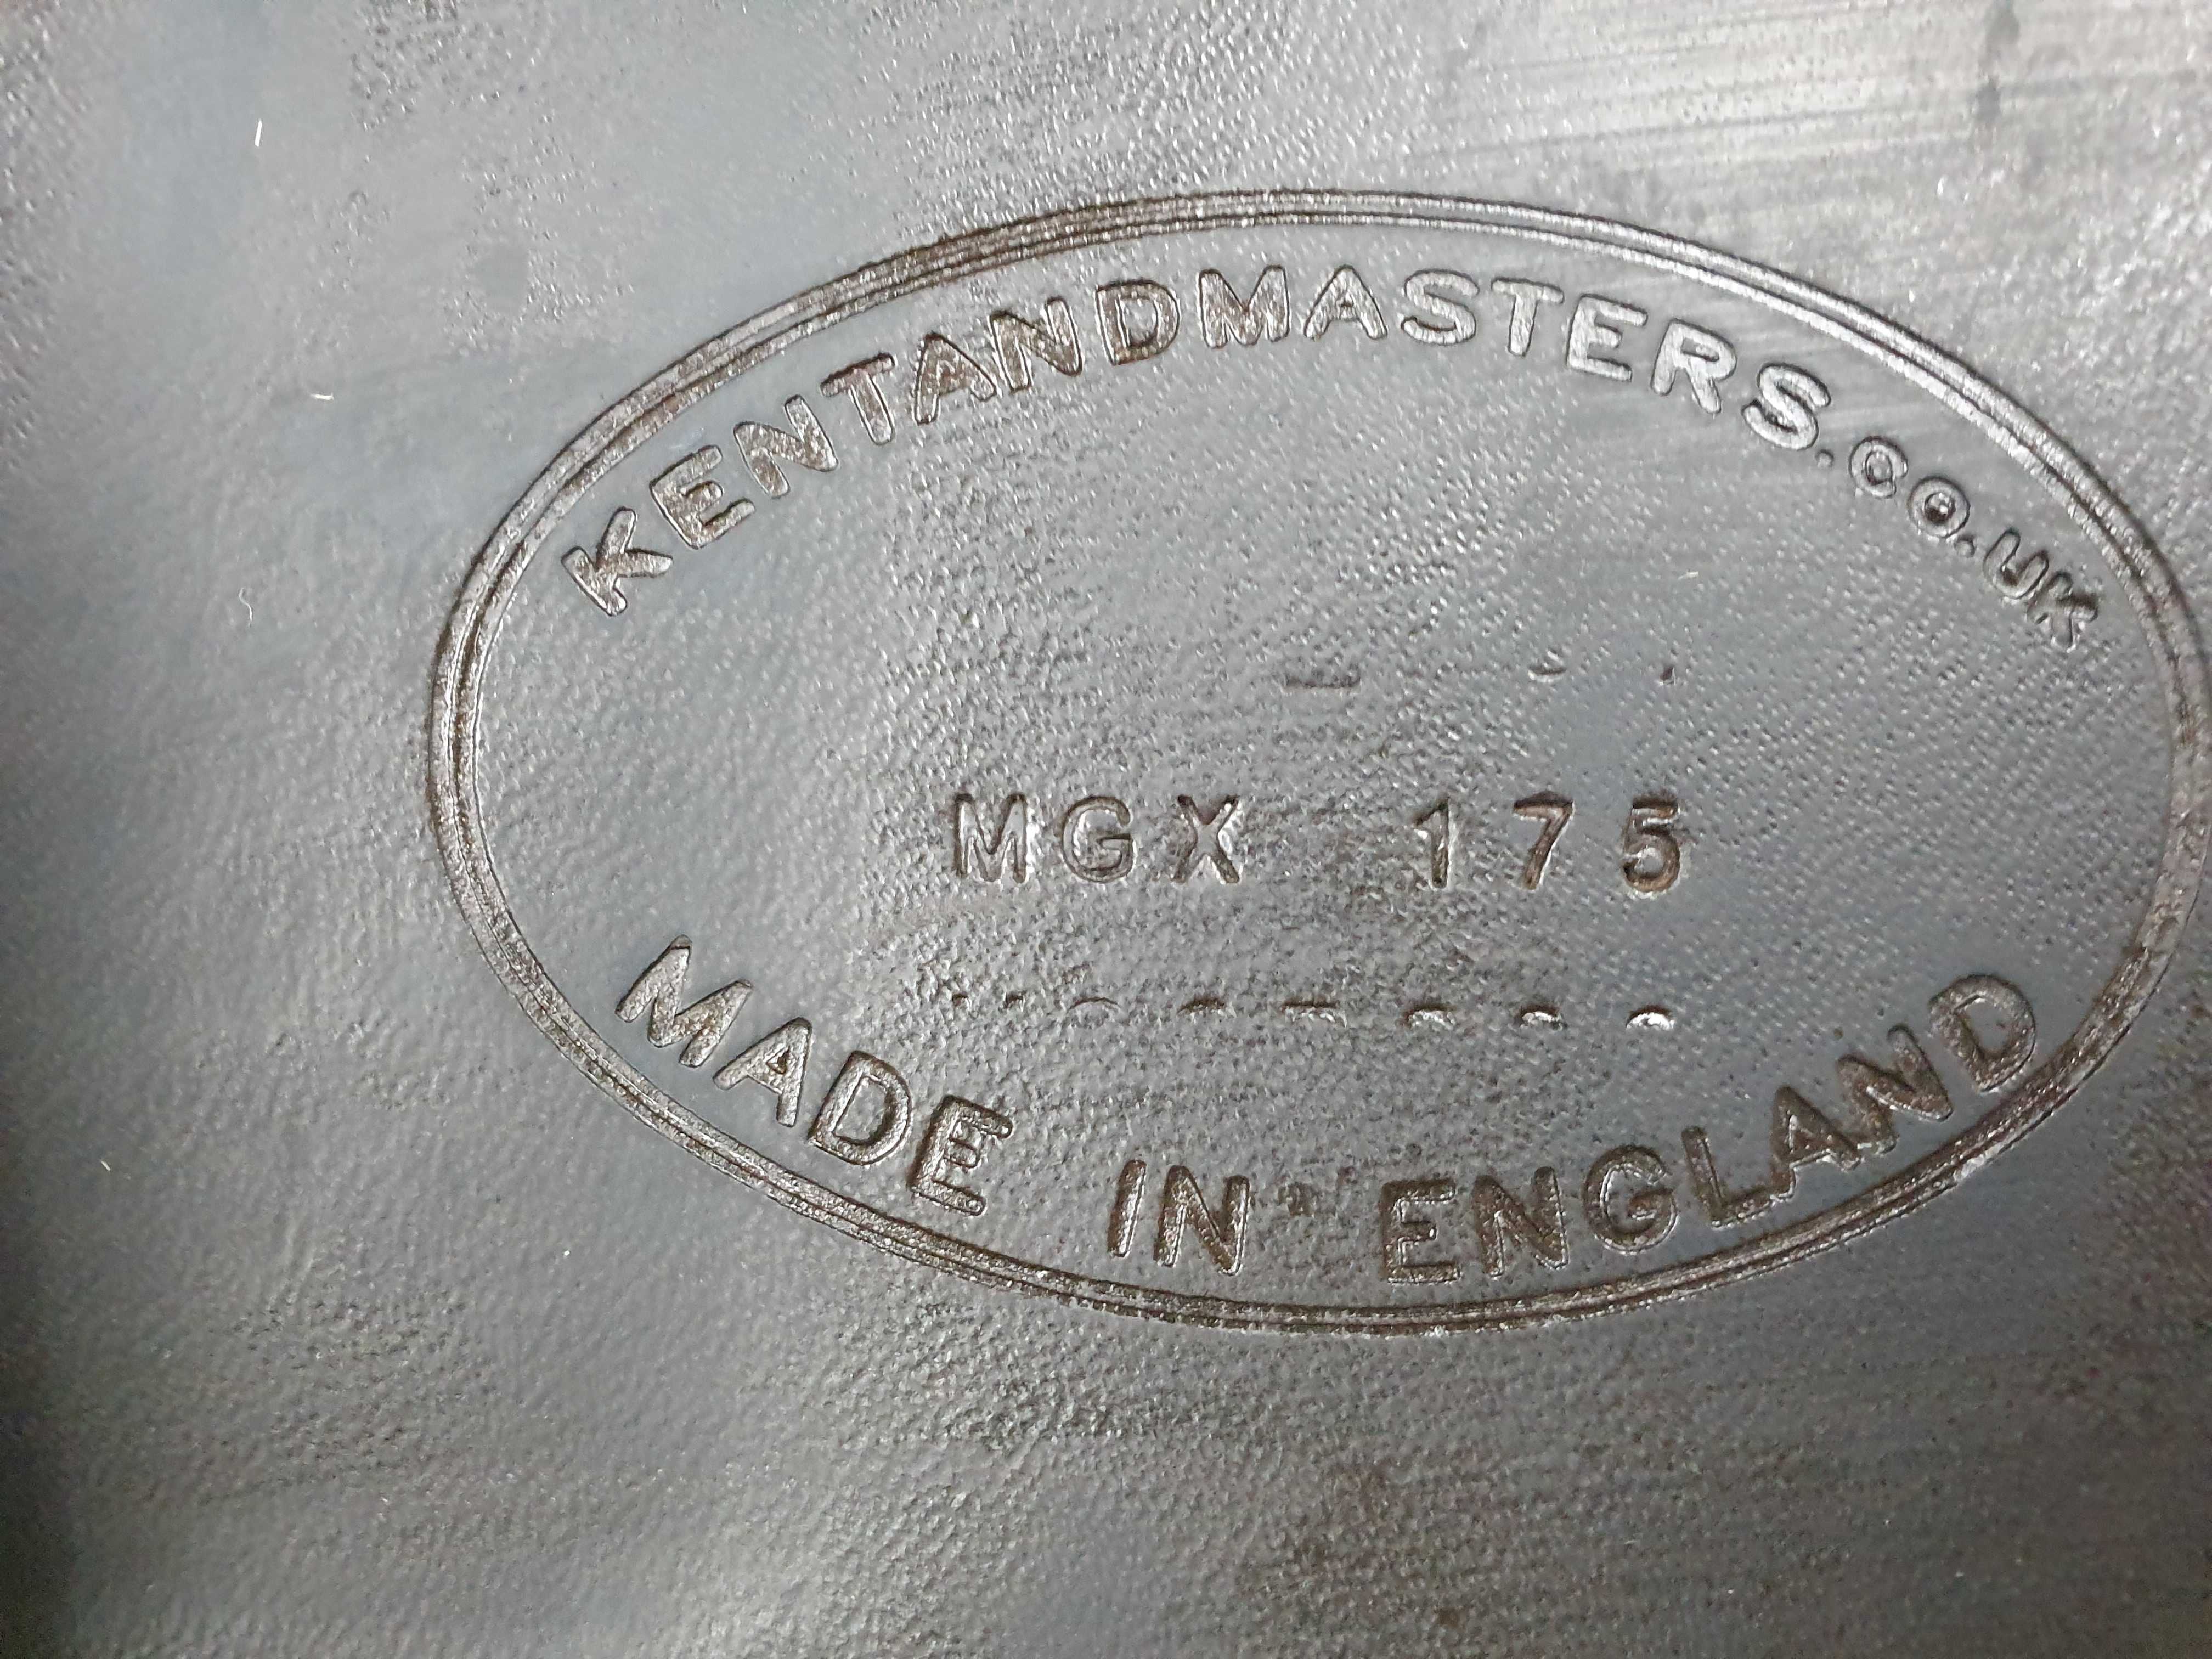 KENTANDMASTERS.CO.UK
MGX 175
MADE IN ENGLAND